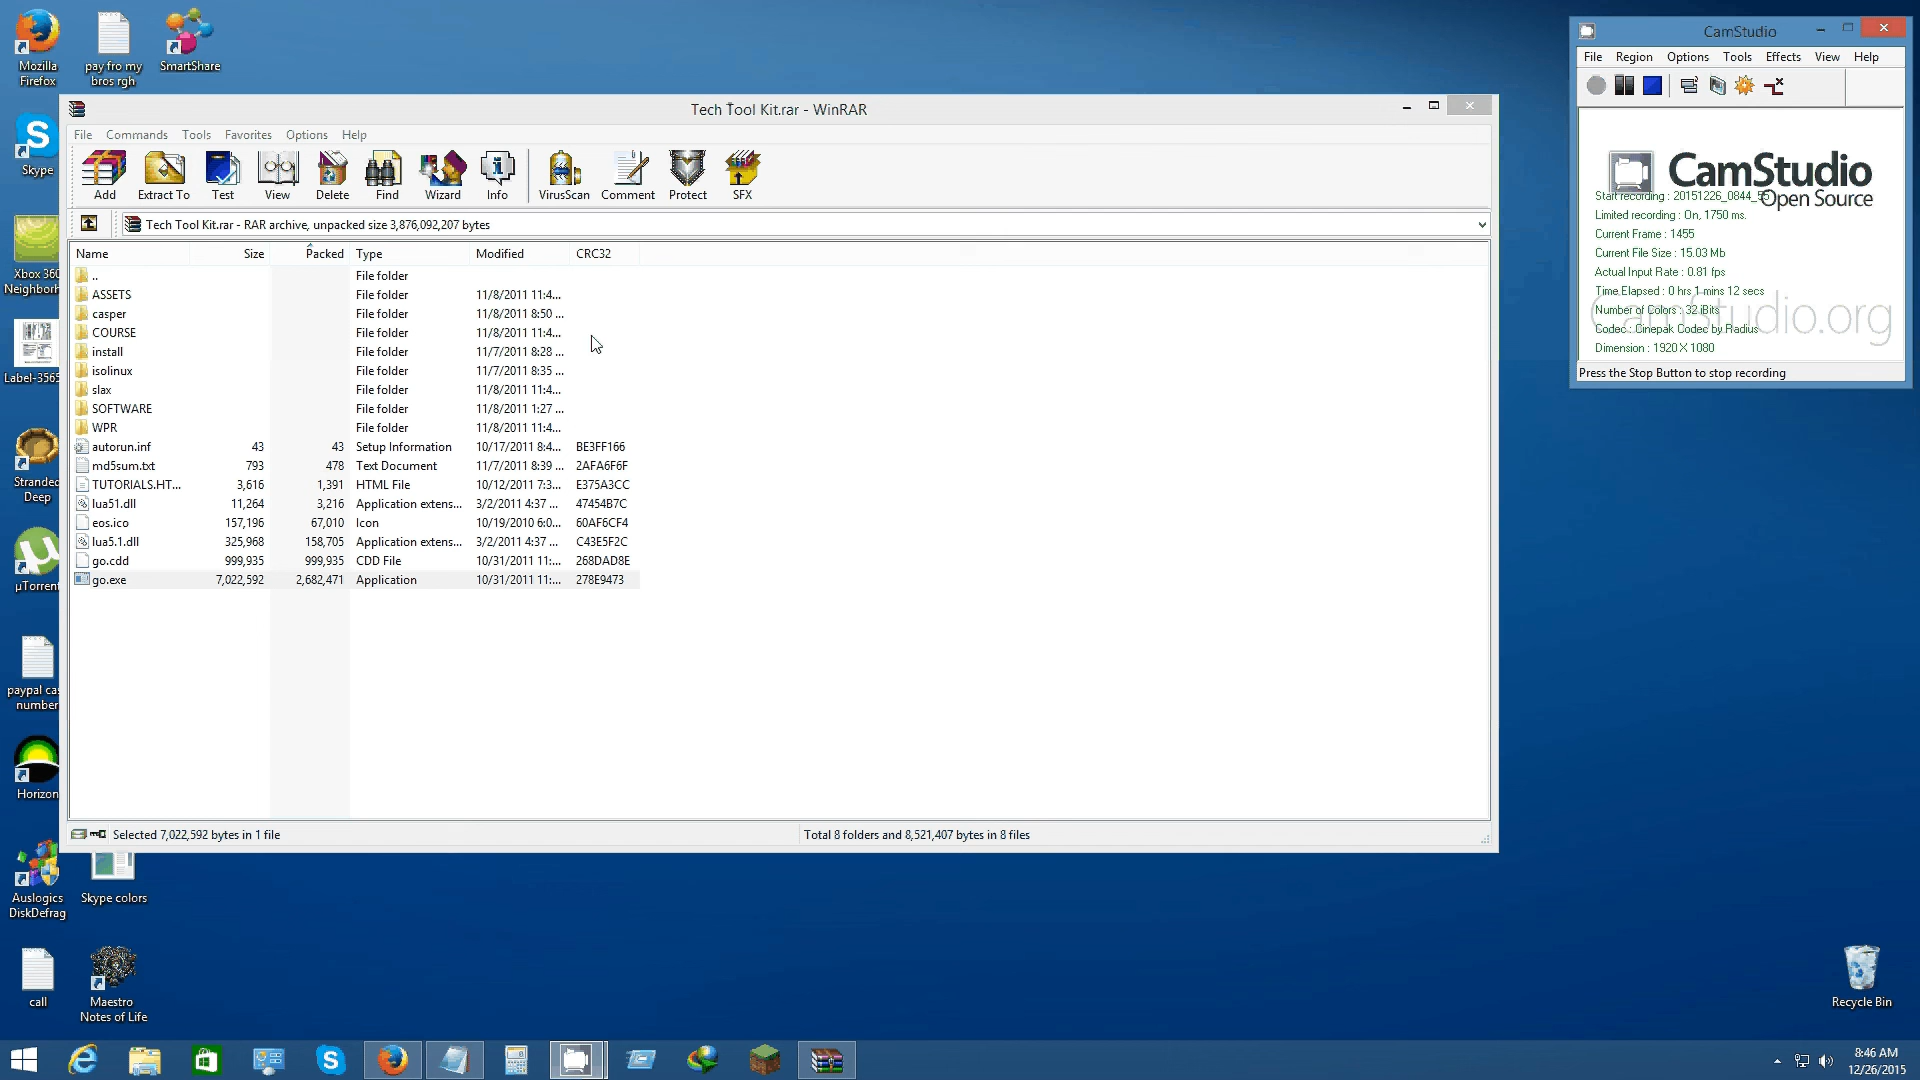 Mozilla
Firefox
pay fro my
bros rgh
SmartShare
Skype
Xbox 360
Neighborh
Label-3565
Stranded
Deep
µTorrent
paypal cas
number
Horizon
Auslogics
DiskDefrag
Skype colors
call
Maestro
Notes of Life
Recycle Bin
Tech Tool Kit.rar - WinRAR
File Commands Tools Favorites Options Help
Add Extract To Test View Delete Find Wizard Info VirusScan Comment Protect SFX
Tech Tool Kit.rar - RAR archive, unpacked size 3,876,092,207 bytes
Name Size Packed Type Modified CRC32
.. File folder
ASSETS File folder 11/8/2011 11:4...
casper File folder 11/8/2011 8:50 ...
COURSE File folder 11/8/2011 11:4...
install File folder 11/7/2011 8:28 ...
isolinux File folder 11/7/2011 8:35 ...
slax File folder 11/8/2011 11:4...
SOFTWARE File folder 11/8/2011 1:27 ...
WPR File folder 11/8/2011 11:4...
autorun.inf 43 43 Setup Information 10/17/2011 8:4... BE3FF166
md5sum.txt 793 478 Text Document 11/7/2011 8:39 ... 2AFA6F6F
TUTORIALS.HT... 3,616 1,391 HTML File 10/12/2011 7:3... E375A3CC
lua51.dll 11,264 3,216 Application extens... 3/2/2011 4:37 ... 47454B7C
eos.ico 157,196 67,010 Icon 10/19/2010 6:0... 60AF6CF4
lua5.1.dll 325,968 158,705 Application extens... 3/2/2011 4:37 ... C43E5F2C
go.cdd 999,935 999,935 CDD File 10/31/2011 11:... 268DAD8E
go.exe 7,022,592 2,682,471 Application 10/31/2011 11:... 278E9473
Selected 7,022,592 bytes in 1 file
Total 8 folders and 8,521,407 bytes in 8 files
CamStudio
File Region Options Tools Effects View Help
CamStudio
Open Source
Start recording : 20151226_0844_55
Limited recording : On, 1750 ms.
Current Frame : 1455
Current File Size : 15.03 Mb
Actual Input Rate : 0.81 fps
Time Elapsed : 0 hrs 1 mins 12 secs
Number of Colors : 32 iBits
Codec : Cinepak Codec by Radius
Dimension : 1920 X 1080
CamStudio.org
Press the Stop Button to stop recording
8:46 AM
12/26/2015